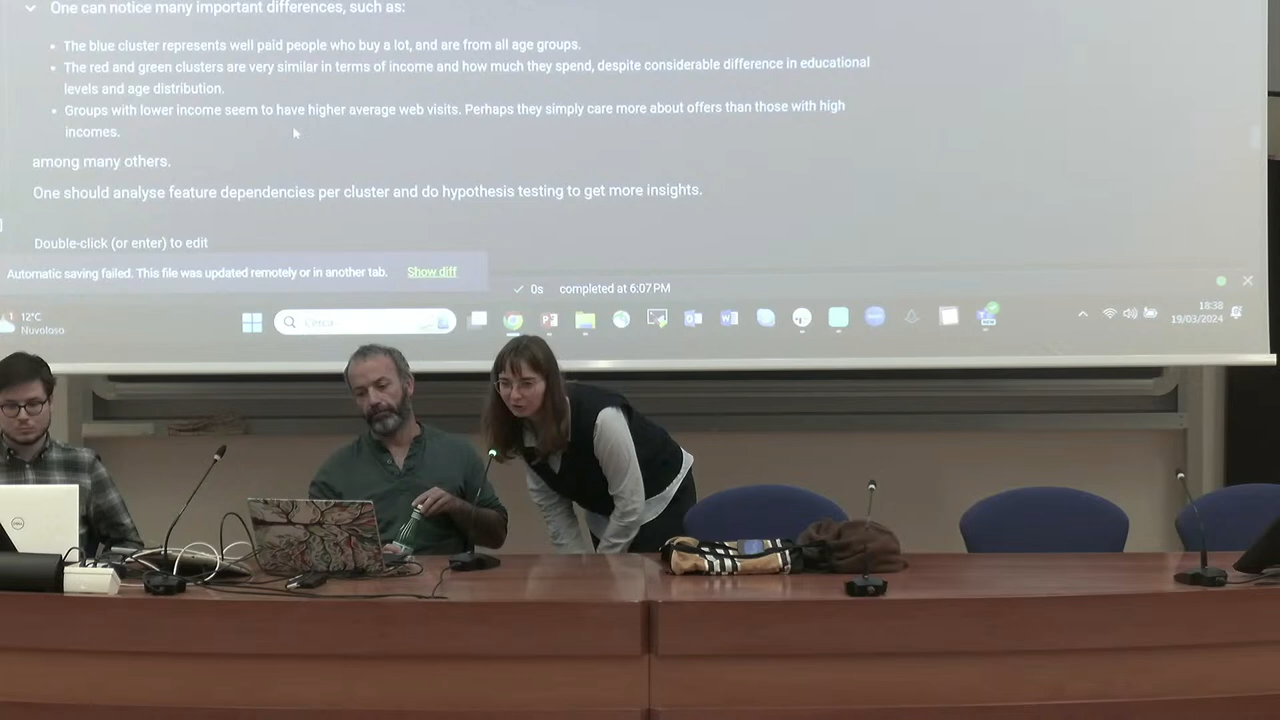 One can notice many important differences, such as:
The blue cluster represents well paid people who buy a lot, and are from all age groups.
The red and green clusters are very similar in terms of income and how much they spend, despite considerable difference in educational
levels and age distribution.
Groups with lower income seem to have higher average web visits. Perhaps they simply care more about offers than those with high
incomes.
among many others.
One should analyse feature dependencies per cluster and do hypothesis testing to get more insights.
Double-click (or enter) to edit
Automatic saving failed. This file was updated remotely or in another tab. Show diff
0s completed at 6:07 PM
12°C
Nuvoloso
Cerca
18:38
19/03/2024
DELL